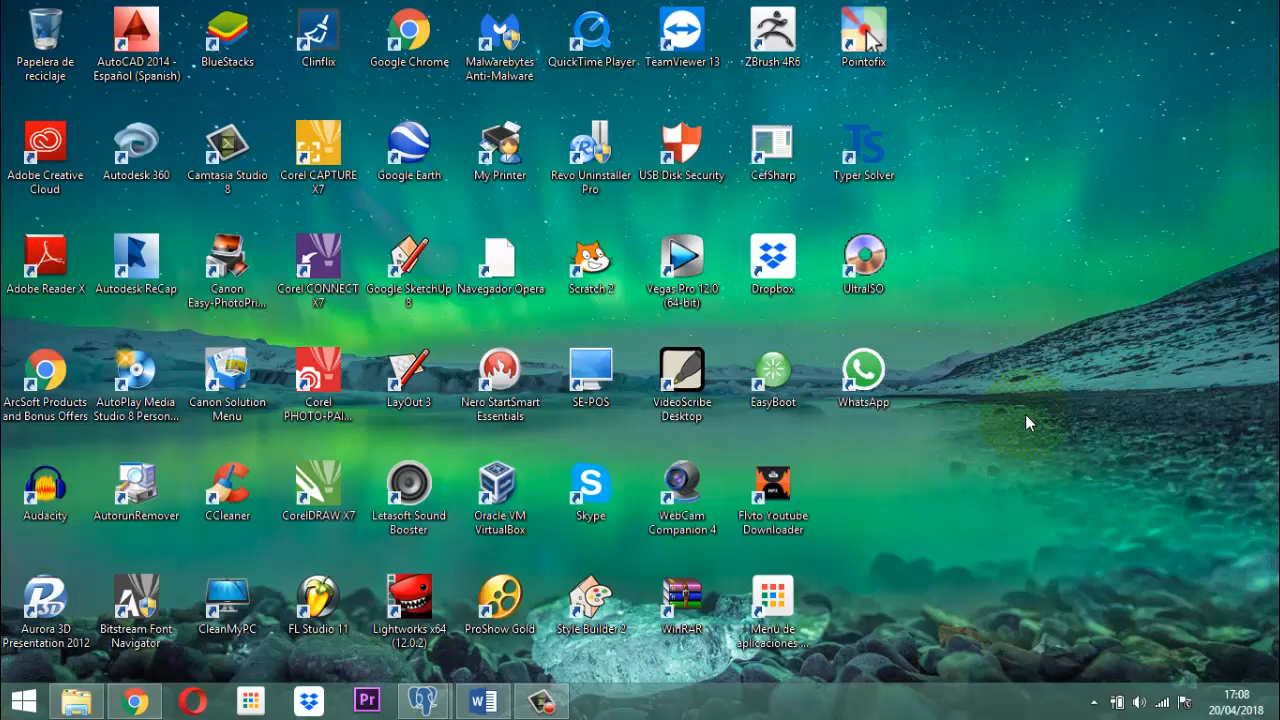 Papelera de
reciclaje
AutoCAD 2014 -
Español (Spanish)
BlueStacks
Clinflix
Google Chrome
Malwarebytes
Anti-Malware
QuickTime Player
TeamViewer 13
ZBrush 4R6
Pointofix
Adobe Creative
Cloud
Autodesk 360
Camtasia Studio
8
Corel CAPTURE
X7
Google Earth
My Printer
Revo Uninstaller
Pro
USB Disk Security
CefSharp
Ts
Typer Solver
Adobe Reader X
Autodesk ReCap
Canon
Easy-PhotoPri...
Corel CONNECT
X7
Google SketchUp
8
Navegador Opera
Scratch 2
Vegas Pro 12.0
(64-bit)
Dropbox
UltraISO
ArcSoft Products
and Bonus Offers
AutoPlay Media
Studio 8 Person...
Canon Solution
Menu
Corel
PHOTO-PAI...
LayOut 3
Nero StartSmart
Essentials
SE-POS
VideoScribe
Desktop
EasyBoot
WhatsApp
Audacity
AutorunRemover
CCleaner
CorelDRAW X7
Letasoft Sound
Booster
Oracle VM
VirtualBox
Skype
WebCam
Companion 4
Flvto Youtube
Downloader
Aurora 3D
Presentation 2012
Bitstream Font
Navigator
CleanMyPC
FL Studio 11
Lightworks x64
(12.0.2)
ProShow Gold
Style Builder 2
WinRAR
Menú de
aplicaciones ...
Pr
17:08
20/04/2018